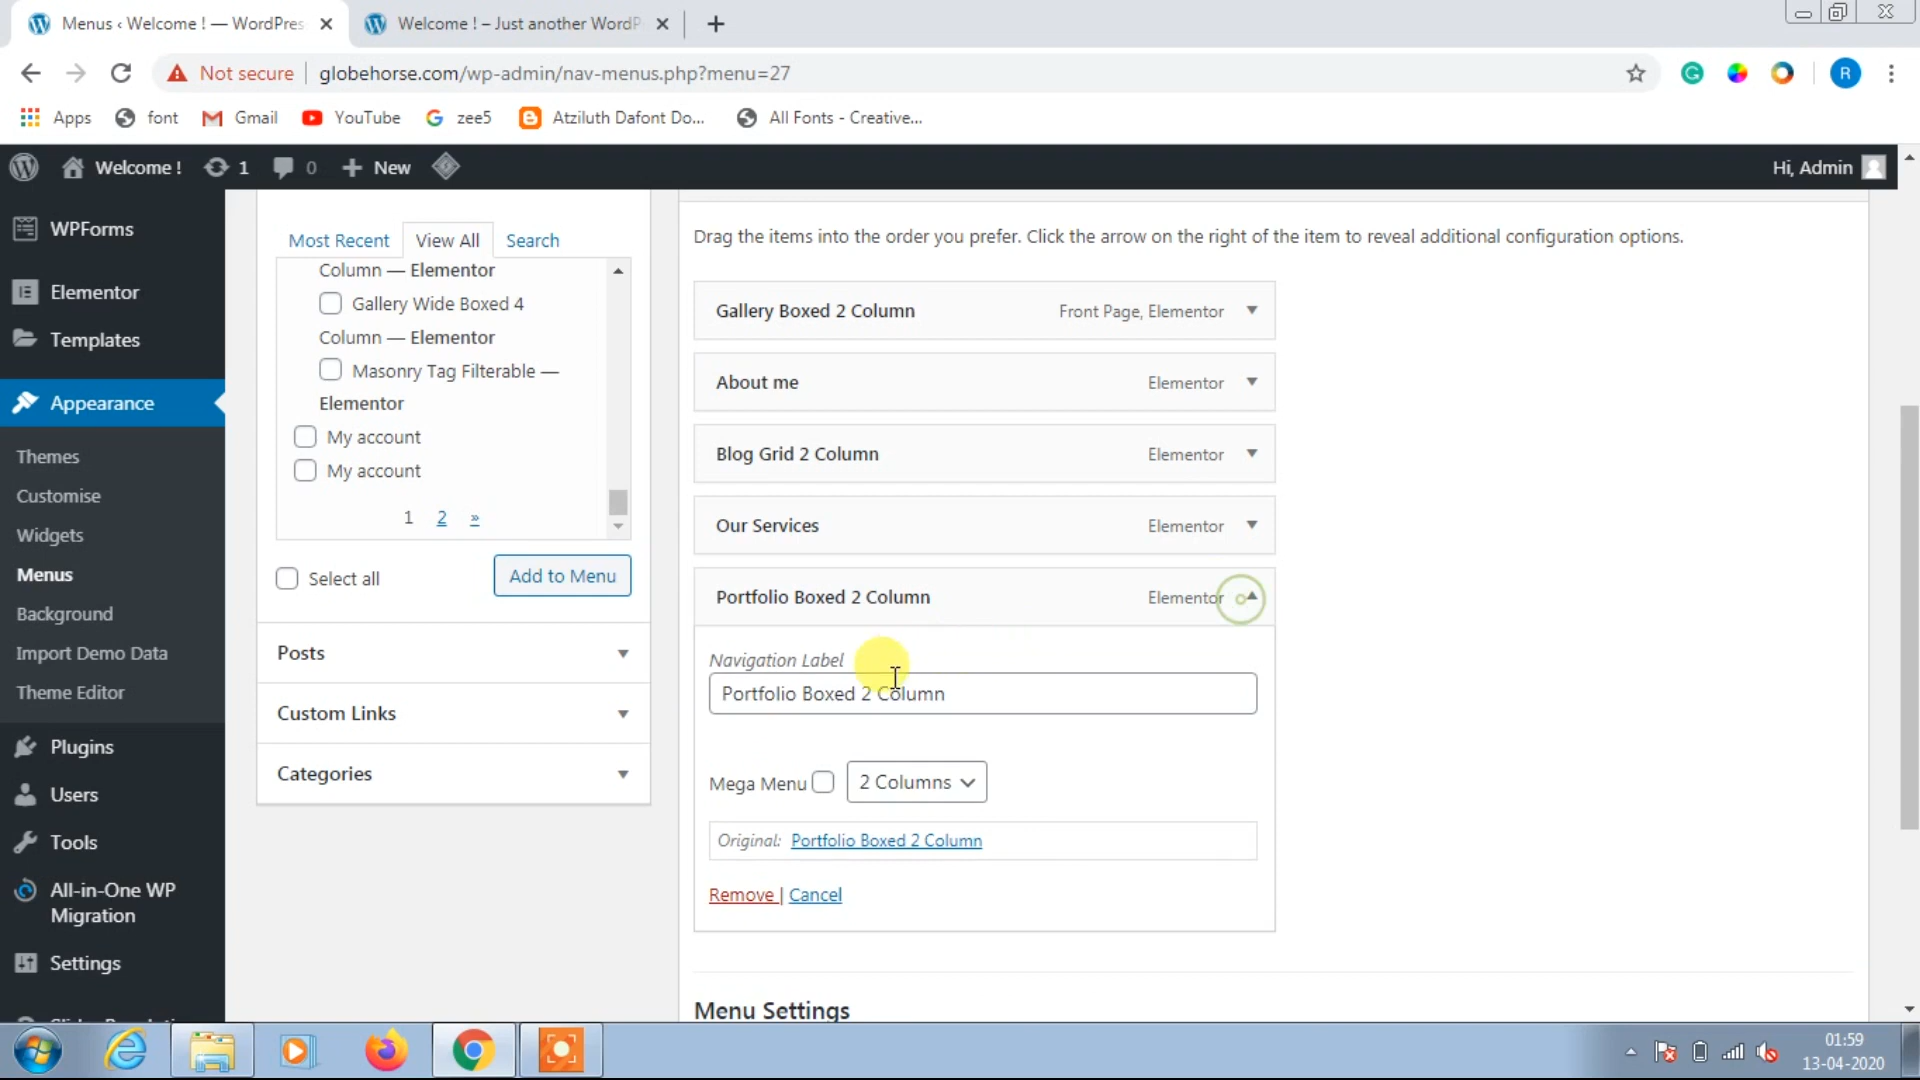 Menus ‹ Welcome ! — WordPres
Welcome ! – Just another WordP
Not secure
globehorse.com/wp-admin/nav-menus.php?menu=27
R
Apps
font
Gmail
YouTube
zee5
Atziluth Dafont Do...
All Fonts - Creative...
Welcome !
1
0
New
Hi, Admin
WPForms
Elementor
Templates
Appearance
Themes
Customise
Widgets
Menus
Background
Import Demo Data
Theme Editor
Plugins
Users
Tools
All-in-One WP
Migration
Settings
Most Recent
View All
Search
Column — Elementor
Gallery Wide Boxed 4
Column — Elementor
Masonry Tag Filterable —
Elementor
My account
My account
1 2 »
Select all
Add to Menu
Posts
Custom Links
Categories
Drag the items into the order you prefer. Click the arrow on the right of the item to reveal additional configuration options.
Gallery Boxed 2 Column Front Page, Elementor
About me Elementor
Blog Grid 2 Column Elementor
Our Services Elementor
Portfolio Boxed 2 Column Elementor
Navigation Label
Portfolio Boxed 2 Column
Mega Menu 2 Columns
Original: Portfolio Boxed 2 Column
Remove | Cancel
Menu Settings
01:59
13-04-2020